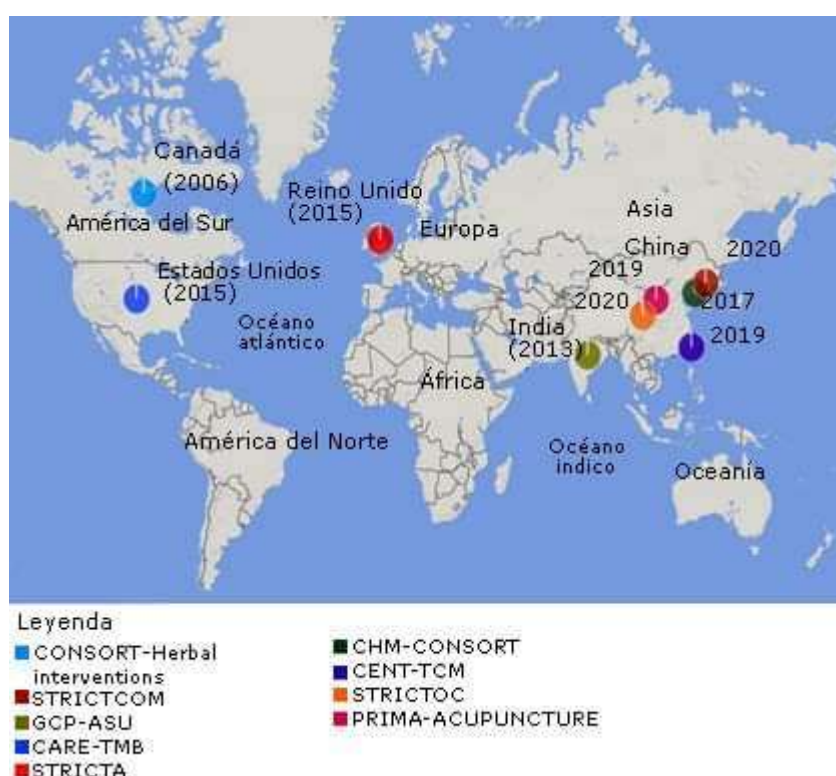 Canadá
(2006)
Reino Unido
(2015)
América del Sur
Europa
Asia
China
2020
2019
Estados Unidos
(2015)
2020
2017
Océano
atlántico
India
(2013)
2019
África
América del Norte
Océano
indico
Oceanía
Leyenda
CONSORT-Herbal
interventions
STRICTCOM
GCP-ASU
CARE-TMB
STRICTA
CHM-CONSORT
CENT-TCM
STRICTOC
PRIMA-ACUPUNCTURE